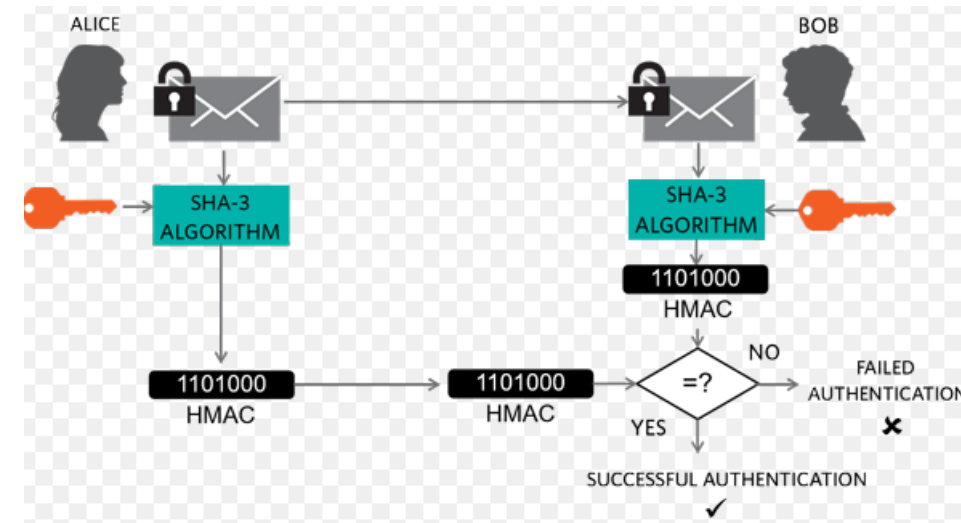 ALICE
BOB
SHA-3
ALGORITHM
SHA-3
ALGORITHM
1101000
HMAC
1101000
HMAC
1101000
HMAC
=?
NO
YES
FAILED
AUTHENTICATION
SUCCESSFUL AUTHENTICATION